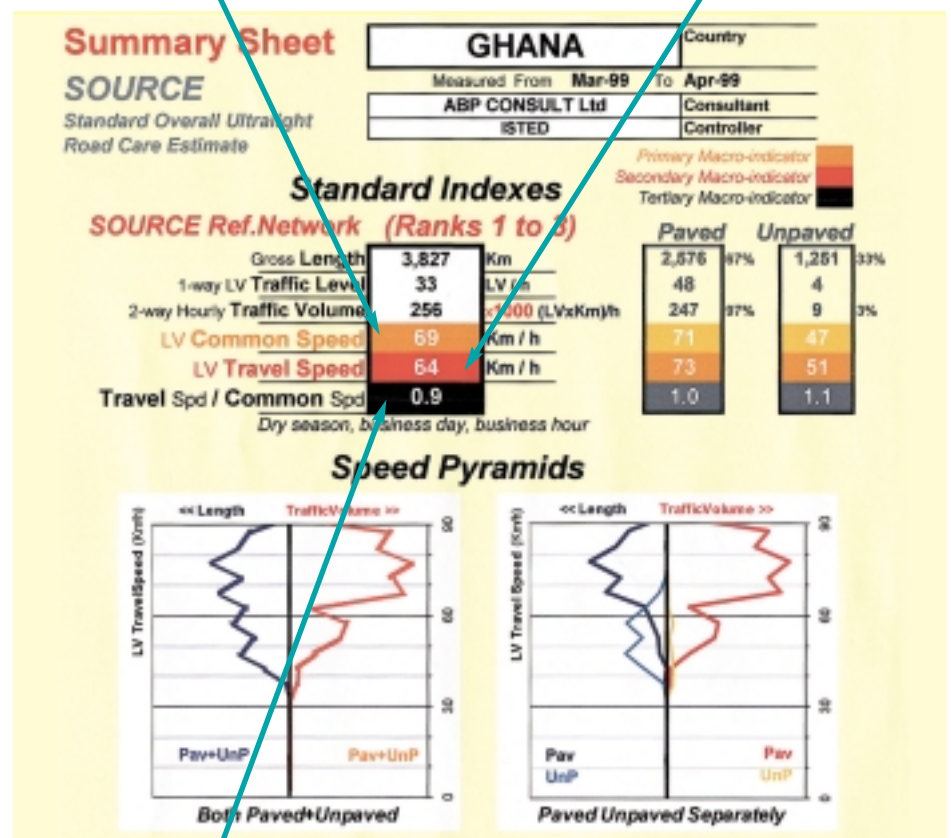 Summary Sheet
GHANA
Country
SOURCE
Measured From Mar-99 To Apr-99
Standard Overall Ultralight
Road Care Estimate
ABP CONSULT Ltd
Consultant
ISTED
Controller
Primary Macro-indicator
Secondary Macro-indicator
Tertiary Macro-indicator
Standard Indexes
SOURCE Ref.Network (Ranks 1 to 3)
Paved Unpaved
Gross Length 3,827 Km 2,576 67% 1,251 33%
1-way LV Traffic Level 33 LV / h 48 4
2-way Hourly Traffic Volume 256 x1000 (LVxKm)/h 247 97% 9 3%
LV Common Speed 69 Km / h 71 47
LV Travel Speed 64 Km / h 73 51
Travel Spd / Common Spd 0.9 1.0 1.1
Dry season, business day, business hour
Speed Pyramids
<< Length TrafficVolume >>
LV TravelSpeed (Km/h)
90
60
30
0
Pav+UnP Pav+UnP
Both Paved+Unpaved
<< Length TrafficVolume >>
LV Travel Speed (Km/h)
90
60
30
0
Pav Pav
UnP UnP
Paved Unpaved Separately